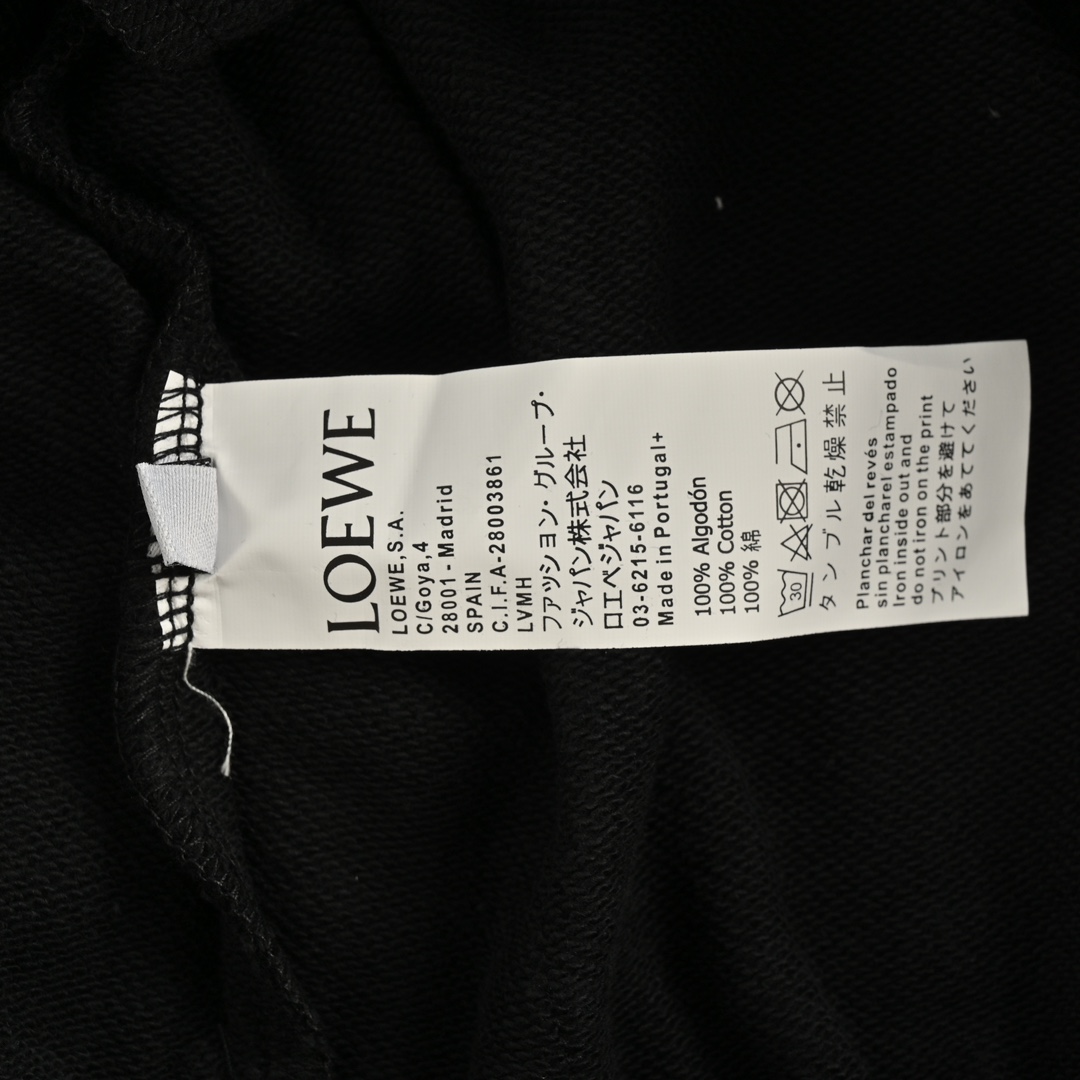 LOEWE
LOEWE,S.A.
C/Goya,4
28001-Madrid
SPAIN
C.I.F.A-28003861
LVMH
ファッション・グループ・
ジャパン株式会社
ロエベジャパン
03-6215-6116
Made in Portugal+
100% Algodón
100% Cotton
100% 綿
30
タンブル乾燥禁止
Planchar del revés
sin planchar el estampado
Iron inside out and
do not iron on the print
プリント部分を避けて
アイロンをあててください